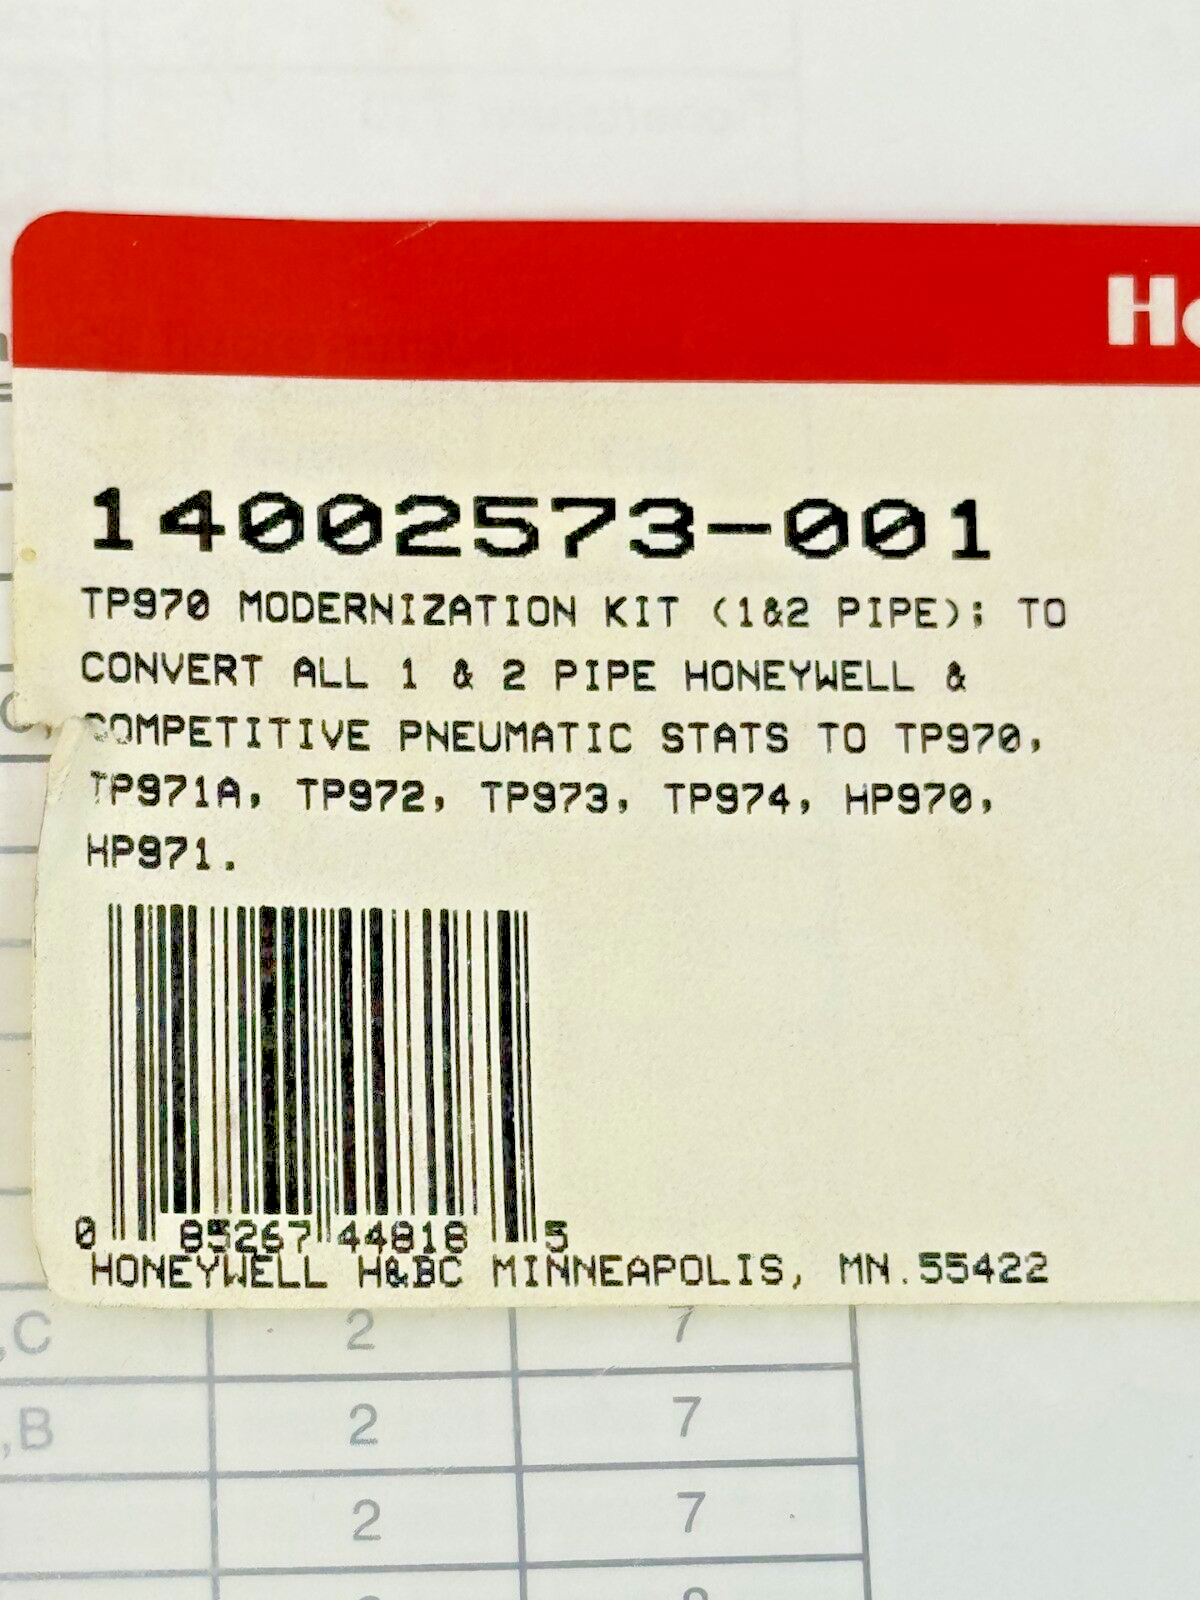 14002573-001
TP970 MODERNIZATION KIT (1&2 PIPE); TO
CONVERT ALL 1 & 2 PIPE HONEYWELL &
COMPETITIVE PNEUMATIC STATS TO TP970,
TP971A, TP972, TP973, TP974, HP970,
HP971.
0 85267 44818 5
HONEYWELL H&BC MINNEAPOLIS, MN.55422
,C 2 7
,B 2 7
2 7